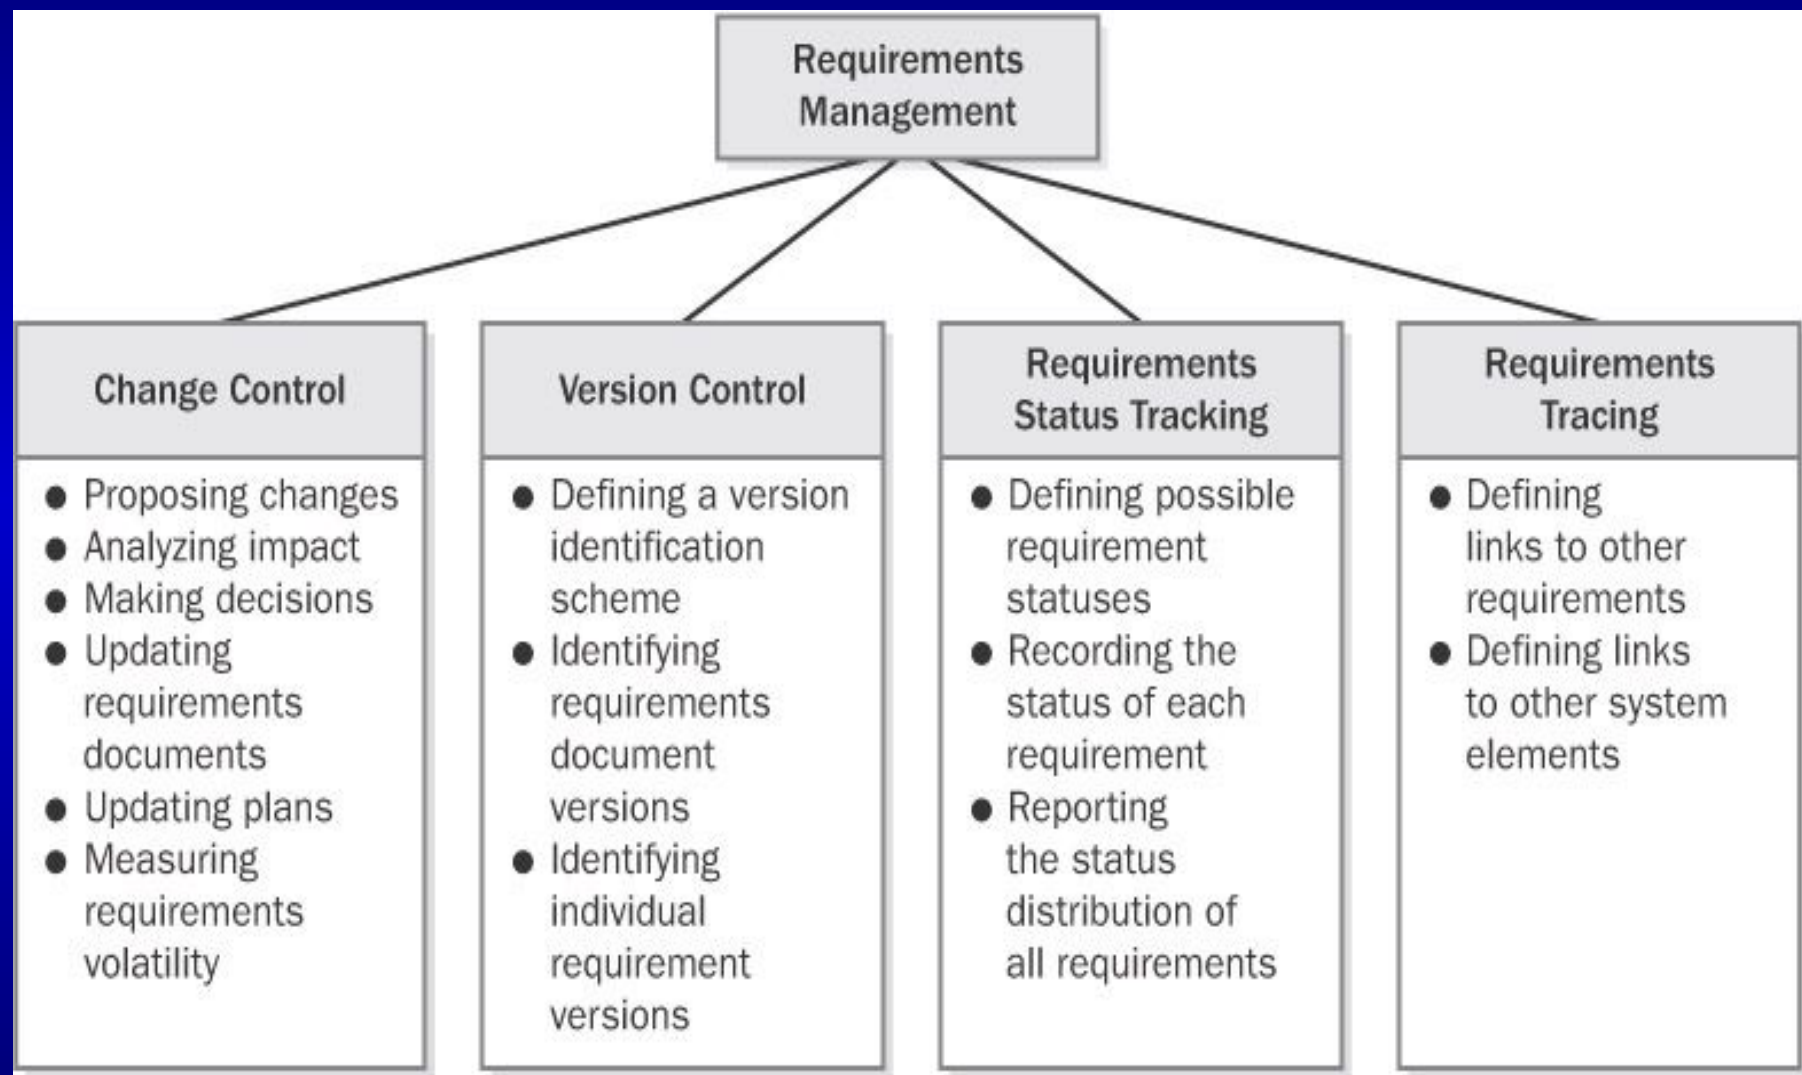 Requirements
Management
Change Control
● Proposing changes
● Analyzing impact
● Making decisions
● Updating
requirements
documents
● Updating plans
● Measuring
requirements
volatility
Version Control
● Defining a version
identification
scheme
● Identifying
requirements
document
versions
● Identifying
individual
requirement
versions
Requirements
Status Tracking
● Defining possible
requirement
statuses
● Recording the
status of each
requirement
● Reporting
the status
distribution of
all requirements
Requirements
Tracing
● Defining
links to other
requirements
● Defining links
to other system
elements